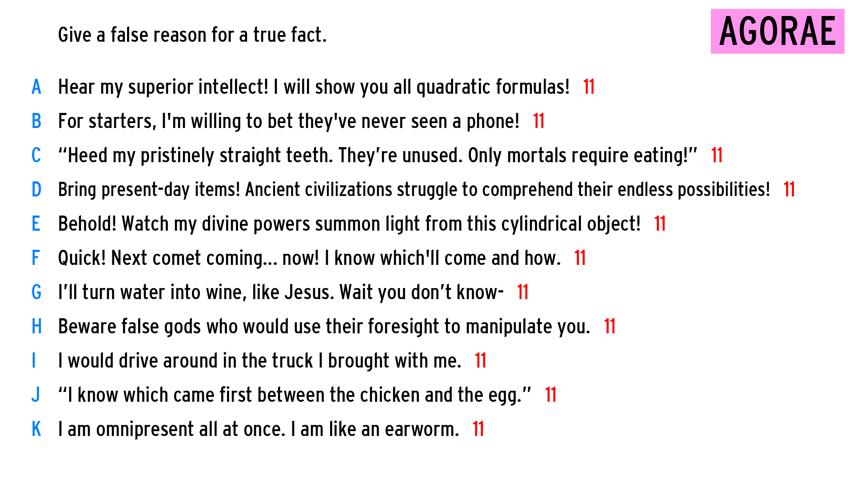 Give a false reason for a true fact.
AGORAE
A Hear my superior intellect! I will show you all quadratic formulas! 11
B For starters, I'm willing to bet they've never seen a phone! 11
C “Heed my pristinely straight teeth. They’re unused. Only mortals require eating!” 11
D Bring present-day items! Ancient civilizations struggle to comprehend their endless possibilities! 11
E Behold! Watch my divine powers summon light from this cylindrical object! 11
F Quick! Next comet coming... now! I know which'll come and how. 11
G I’ll turn water into wine, like Jesus. Wait you don’t know- 11
H Beware false gods who would use their foresight to manipulate you. 11
I I would drive around in the truck I brought with me. 11
J “I know which came first between the chicken and the egg.” 11
K I am omnipresent all at once. I am like an earworm. 11